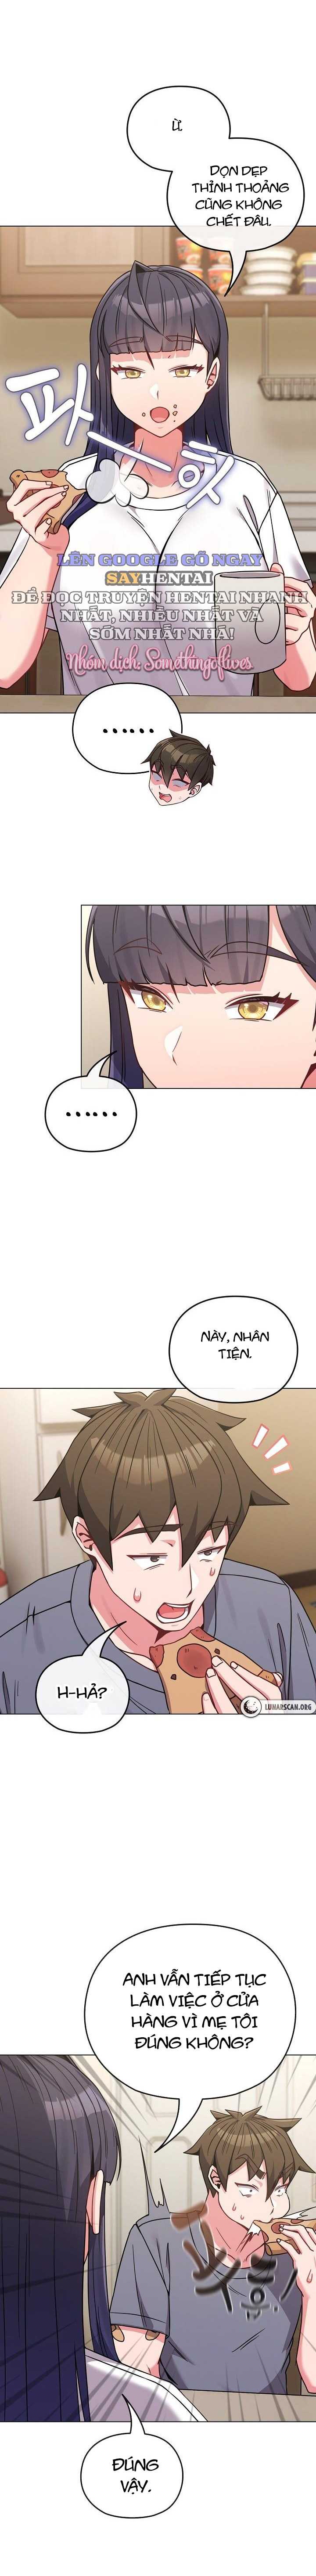 Ừ.
DỌN DẸP
THỈNH THOẢNG
CŨNG KHÔNG
CHẾT ĐÂU.
파~핫
LÊN GOOGLE GÕ NGAY
SAYHENTAI
ĐỂ ĐỌC TRUYỆN HENTAI NHANH
NHẤT, NHIỀU NHẤT VÀ
SỚM NHẤT NHÁ!
Nhóm dịch: Somethingoflives
......
......
NÀY, NHÂN
TIỆN.
H-HẢ?
LUNARSCAN.ORG
ANH VẪN TIẾP TỤC
LÀM VIỆC Ở CỬA
HÀNG VÌ MẸ TÔI
ĐÚNG KHÔNG?
ĐÚNG
VẬY.